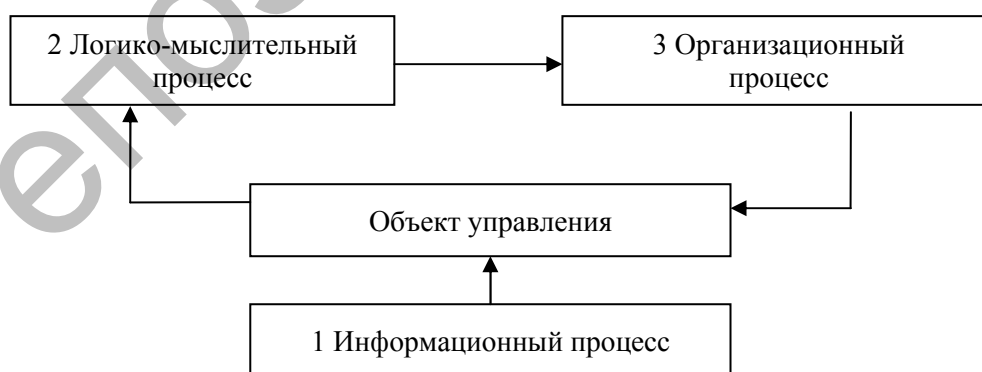 2 Логико-мыслительный
процесс
3 Организационный
процесс
Объект управления
1 Информационный процесс